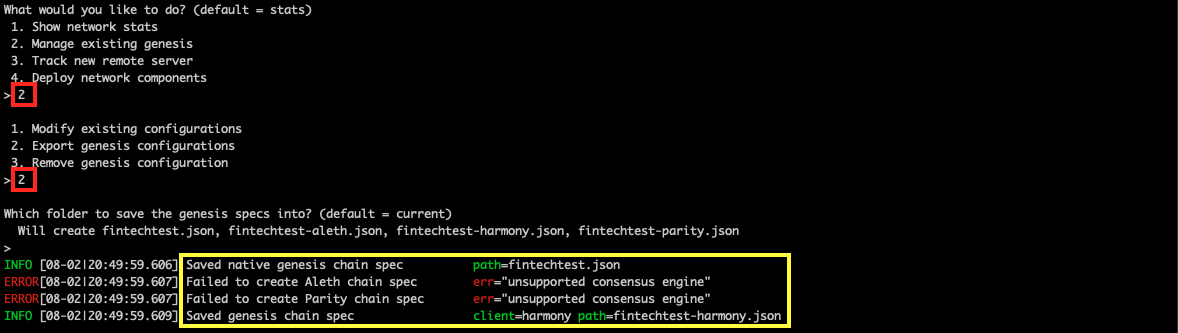 What would you like to do? (default = stats)
1. Show network stats
2. Manage existing genesis
3. Track new remote server
4. Deploy network components
> 2
1. Modify existing configurations
2. Export genesis configurations
3. Remove genesis configuration
> 2
Which folder to save the genesis specs into? (default = current)
Will create fintechtest.json, fintechtest-aleth.json, fintechtest-harmony.json, fintechtest-parity.json
>
INFO [08-02|20:49:59.606] Saved native genesis chain spec path=fintechtest.json
ERROR[08-02|20:49:59.607] Failed to create Aleth chain spec err="unsupported consensus engine"
ERROR[08-02|20:49:59.607] Failed to create Parity chain spec err="unsupported consensus engine"
INFO [08-02|20:49:59.609] Saved genesis chain spec client=harmony path=fintechtest-harmony.json